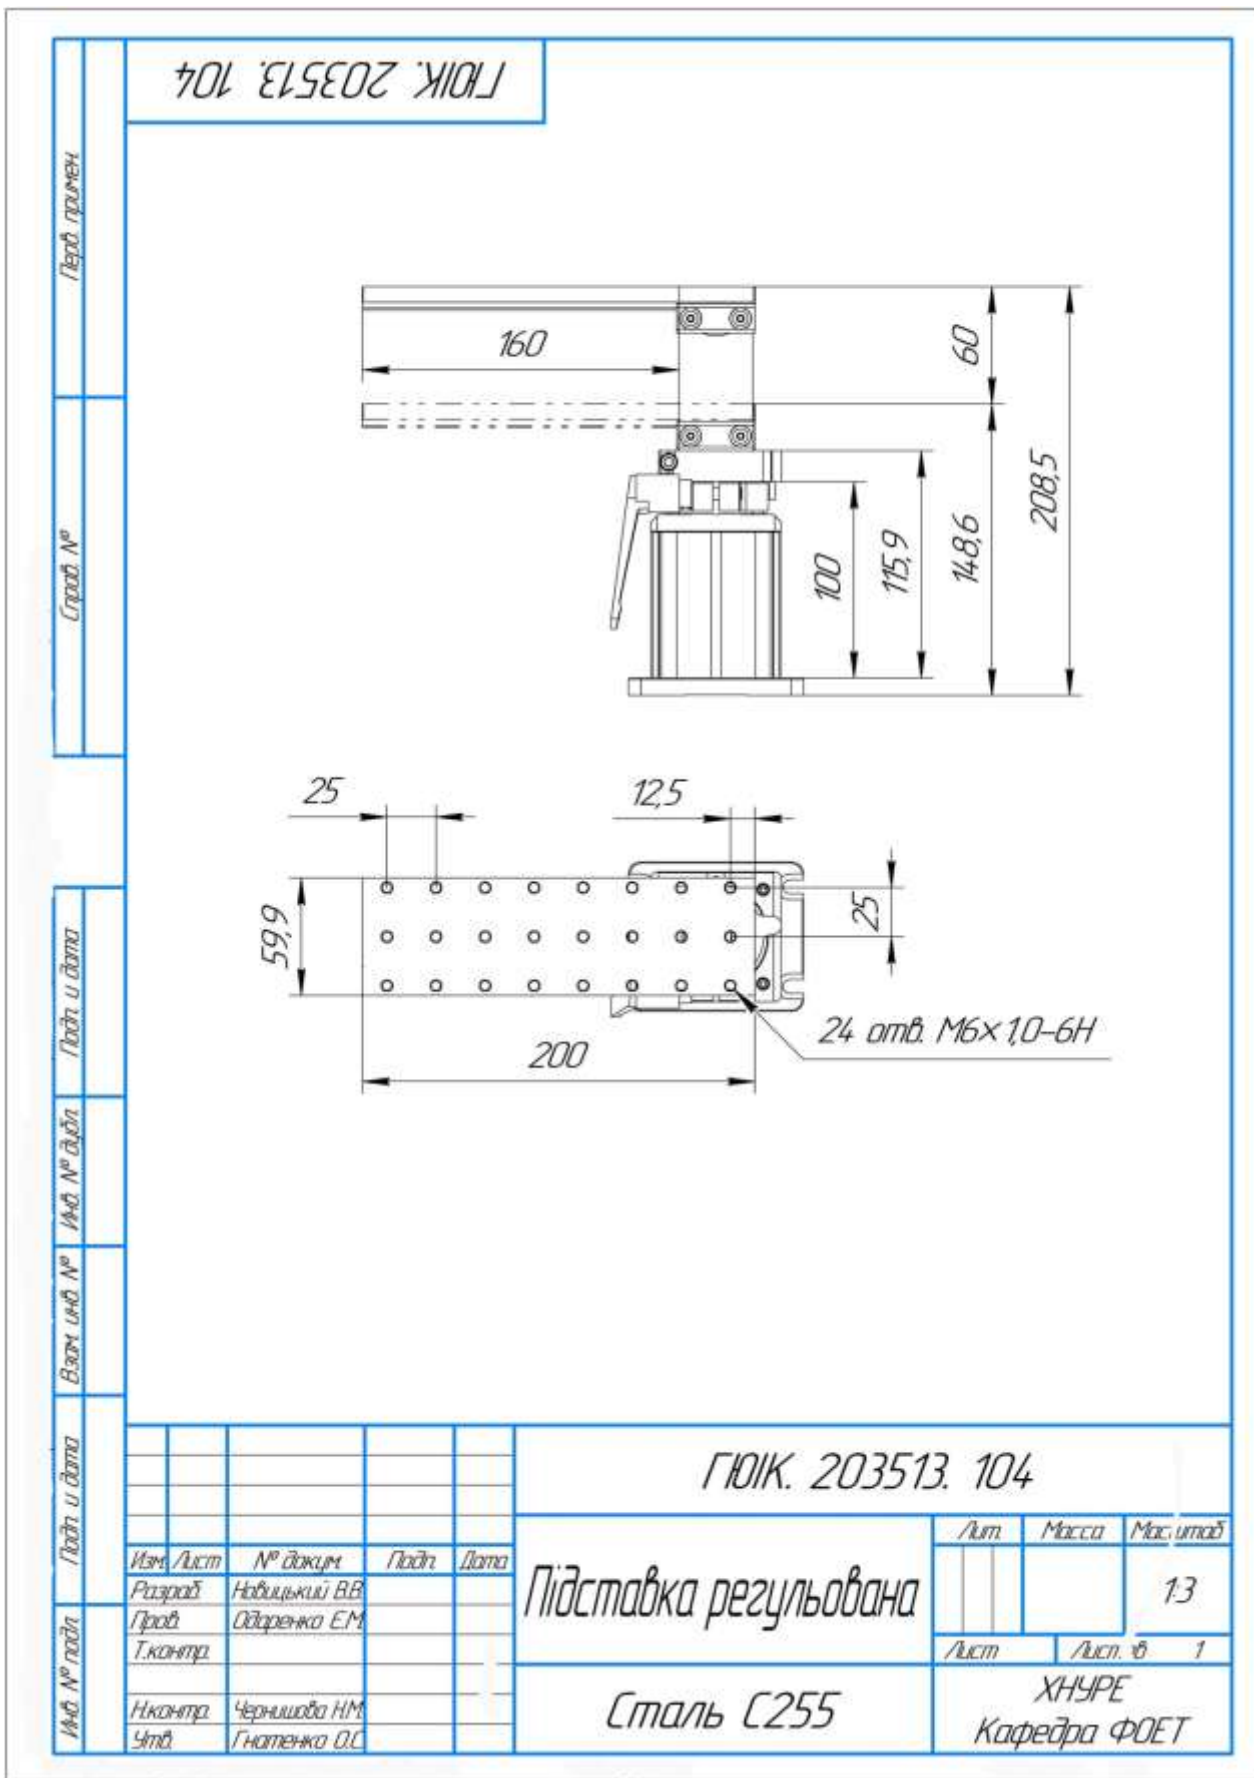 ГЮІК. 203513. 104
Перв. примен.
Справ. №
Подп. и дата
Инв. № дубл.
Взам. инв. №
Подп. и дата
Инв. № подл.
160
60
208,5
148,6
115,9
100
25
12,5
59,9
25
24 отв. М6×1,0-6H
200
ГЮІК. 203513. 104
Изм. Лист № докум. Подп. Дата
Разраб. Новицький В.В.
Пров. Одаренко Е.М.
Т.контр.
Н.контр. Чернишова Н.М.
Утв. Гнатенко О.С.
Підставка регульована
Лит. Масса Масштаб
1:3
Лист Листов 1
Сталь С255
ХНУРЕ
Кафедра ФОЕТ